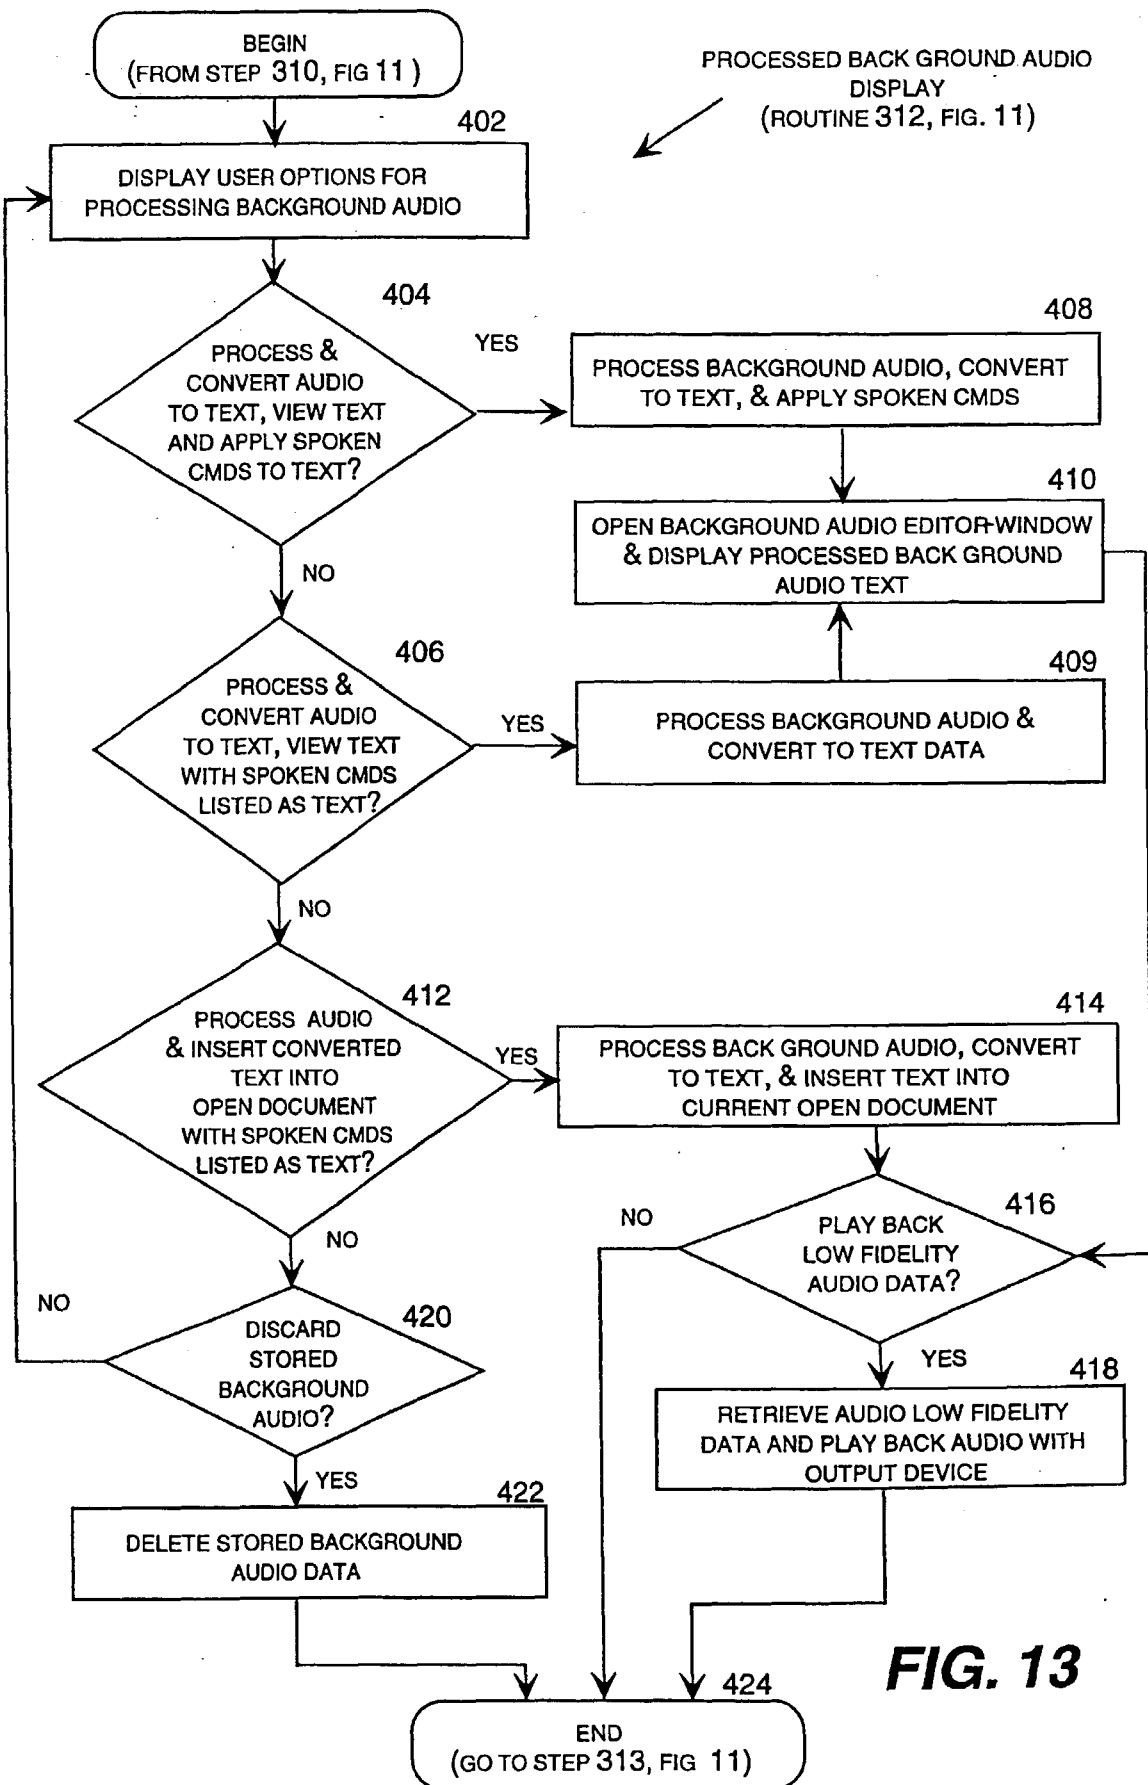 BEGIN
(FROM STEP 310, FIG 11 )
PROCESSED BACK GROUND AUDIO
DISPLAY
(ROUTINE 312, FIG. 11)
402
DISPLAY USER OPTIONS FOR
PROCESSING BACKGROUND AUDIO
404
PROCESS &
CONVERT AUDIO
TO TEXT, VIEW TEXT
AND APPLY SPOKEN
CMDS TO TEXT?
YES
408
PROCESS BACKGROUND AUDIO, CONVERT
TO TEXT, & APPLY SPOKEN CMDS
410
OPEN BACKGROUND AUDIO EDITOR-WINDOW
& DISPLAY PROCESSED BACK GROUND
AUDIO TEXT
NO
406
PROCESS &
CONVERT AUDIO
TO TEXT, VIEW TEXT
WITH SPOKEN CMDS
LISTED AS TEXT?
YES
409
PROCESS BACKGROUND AUDIO &
CONVERT TO TEXT DATA
NO
412
PROCESS AUDIO
& INSERT CONVERTED
TEXT INTO
OPEN DOCUMENT
WITH SPOKEN CMDS
LISTED AS TEXT?
YES
414
PROCESS BACK GROUND AUDIO, CONVERT
TO TEXT, & INSERT TEXT INTO
CURRENT OPEN DOCUMENT
NO
416
PLAY BACK
LOW FIDELITY
AUDIO DATA?
NO
NO
420
DISCARD
STORED
BACKGROUND
AUDIO?
YES
418
RETRIEVE AUDIO LOW FIDELITY
DATA AND PLAY BACK AUDIO WITH
OUTPUT DEVICE
YES
422
DELETE STORED BACKGROUND
AUDIO DATA
FIG. 13
424
END
(GO TO STEP 313, FIG 11)